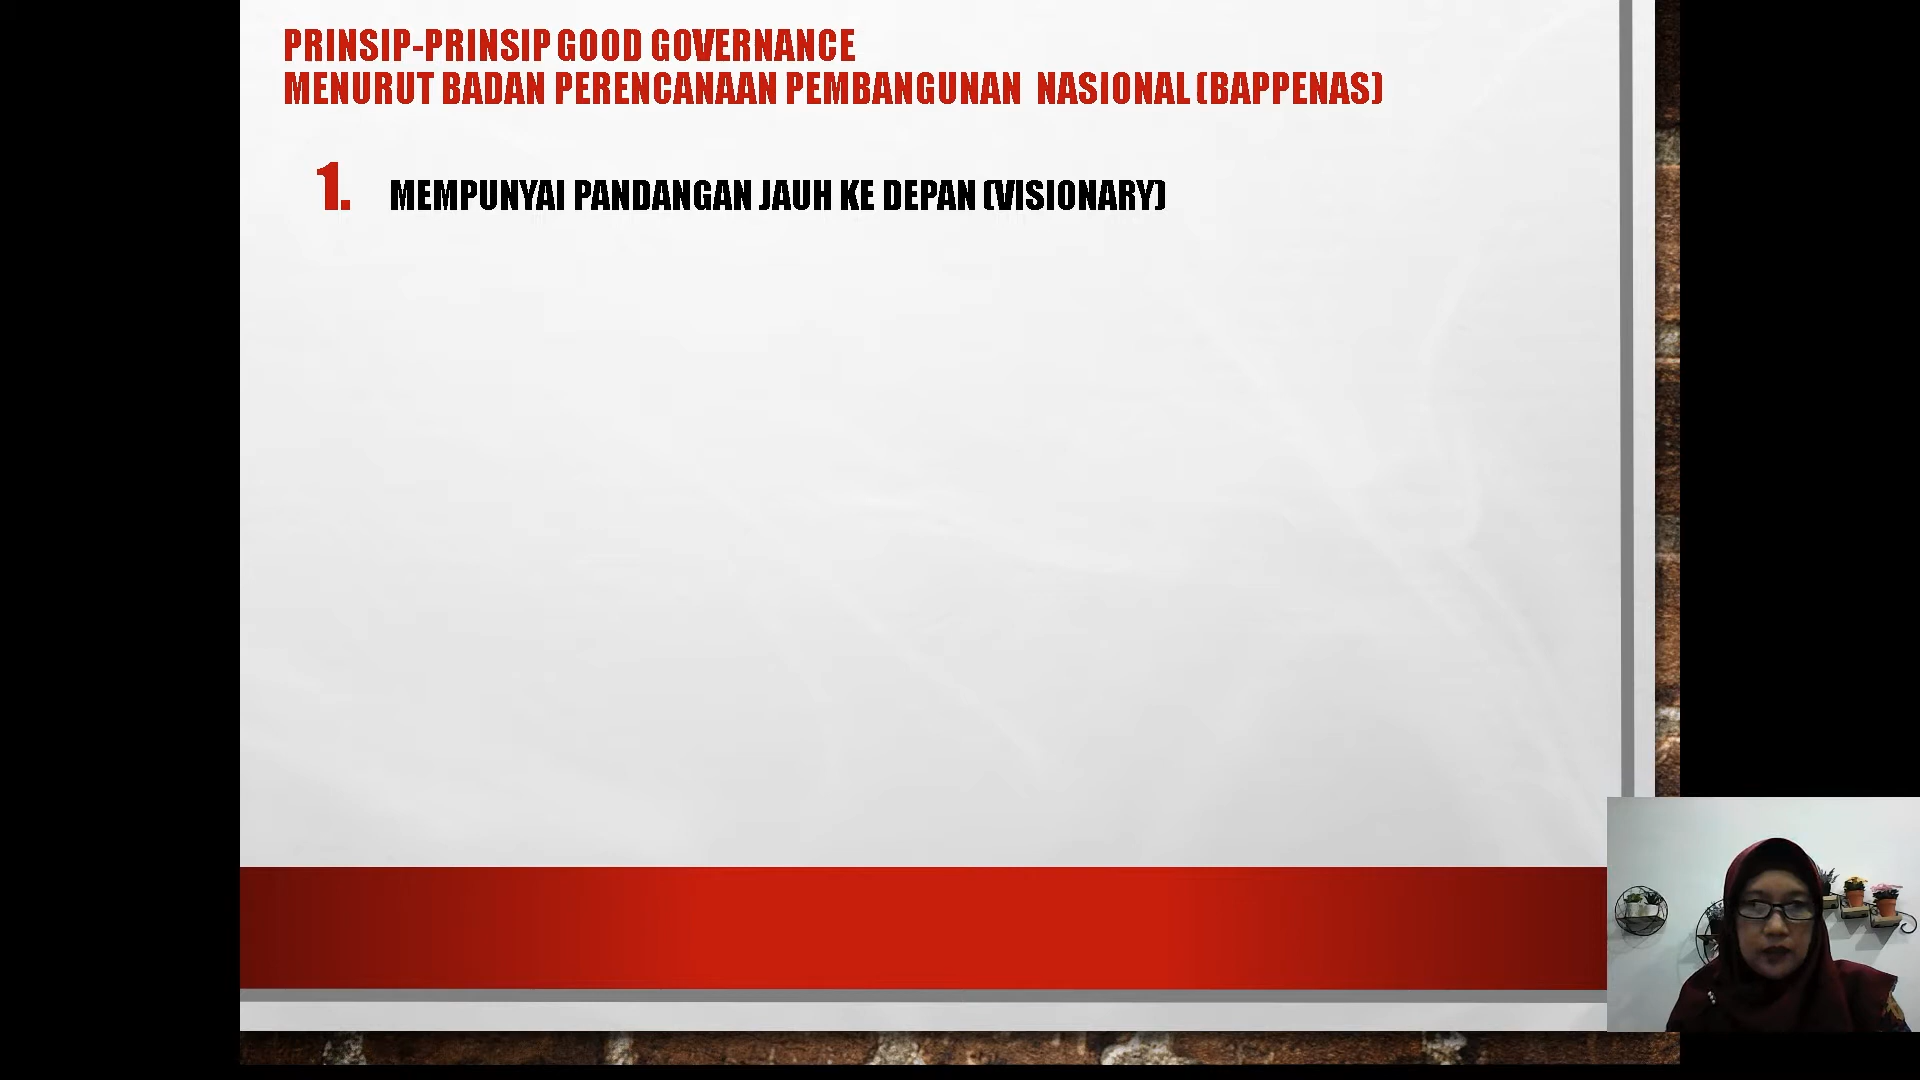 PRINSIP-PRINSIP GOOD GOVERNANCE
MENURUT BADAN PERENCANAAN PEMBANGUNAN NASIONAL (BAPPENAS)
1. MEMPUNYAI PANDANGAN JAUH KE DEPAN (VISIONARY)